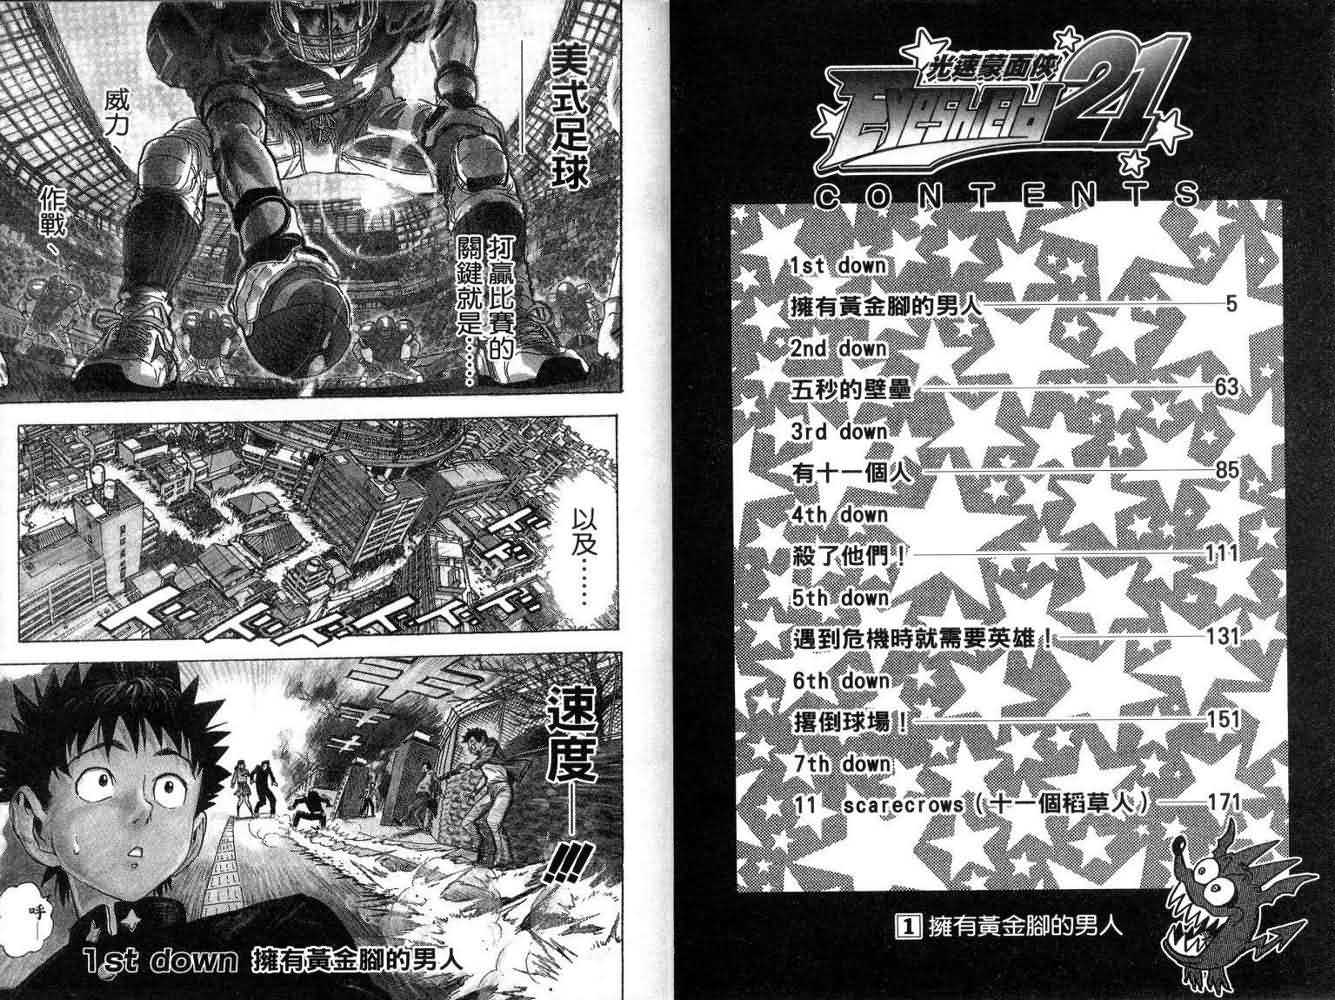 光速蒙面俠
EYESHIELD 21
CONTENTS
1st down
擁有黃金腳的男人 5
2nd down
五秒的壁壘 63
3rd down
有十一個人 85
4th down
殺了他們！ 111
5th down
遇到危機時就需要英雄！ 131
6th down
撂倒球場！ 151
7th down
11 scarecrows（十一個稻草人） 171
1 擁有黃金腳的男人
美式足球
打贏比賽的
關鍵就是……
威力、
作戰、
以及……
ドドドドドド
速度——!!!
呼—
1st down 擁有黃金腳的男人